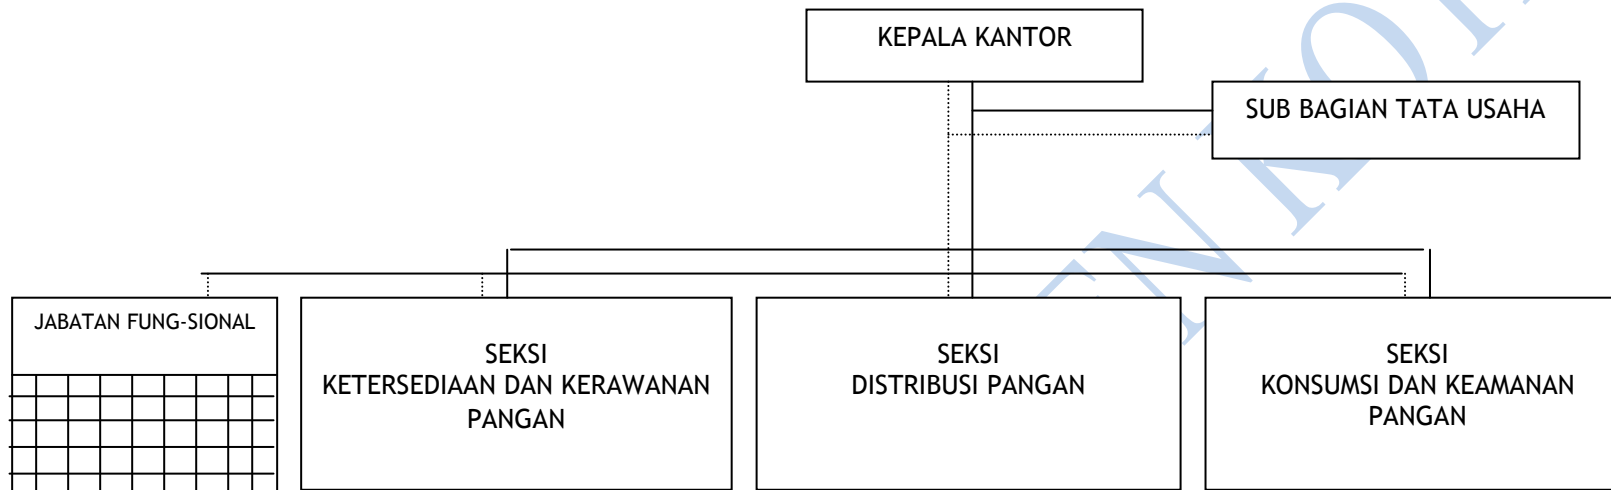 KEPALA KANTOR
SUB BAGIAN TATA USAHA
JABATAN FUNG-SIONAL
SEKSI
KETERSEDIAAN DAN KERAWANAN
PANGAN
SEKSI
DISTRIBUSI PANGAN
SEKSI
KONSUMSI DAN KEAMANAN
PANGAN